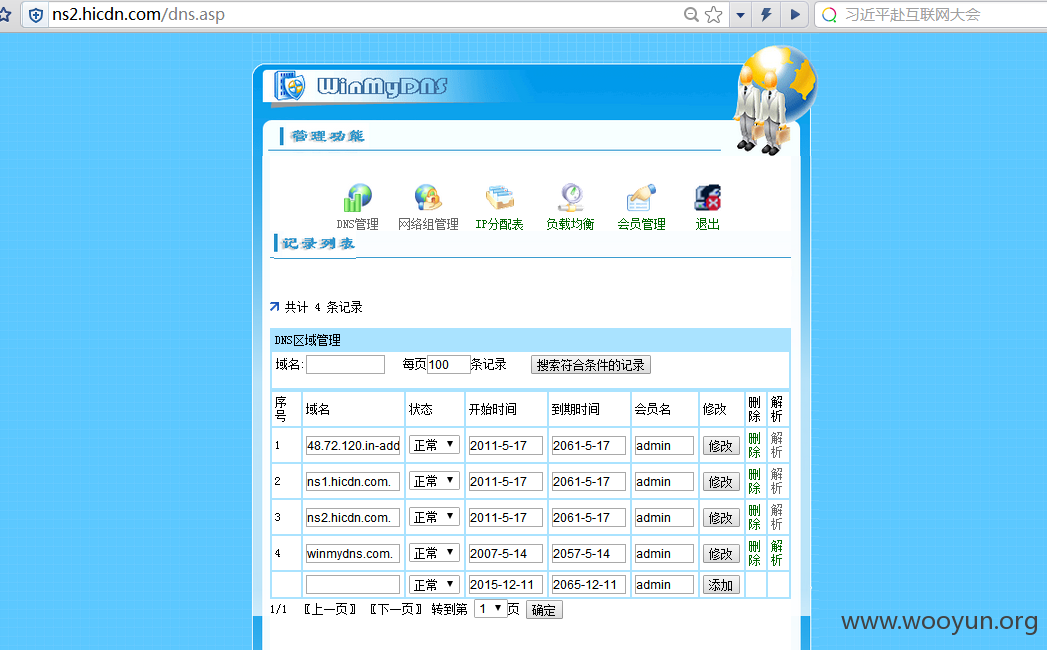 ns2.hicdn.com/dns.asp 习近平赴互联网大会
WinMyDNS
管理功能
DNS管理 网络组管理 IP分配表 负载均衡 会员管理 退出
记录列表
共计 4 条记录
DNS区域管理
域名: 每页 100 条记录 搜索符合条件的记录
序号 域名 状态 开始时间 到期时间 会员名 修改 删除 解析
1 48.72.120.in-add 正常 2011-5-17 2061-5-17 admin 修改 删除 解析
2 ns1.hicdn.com. 正常 2011-5-17 2061-5-17 admin 修改 删除 解析
3 ns2.hicdn.com. 正常 2011-5-17 2061-5-17 admin 修改 删除 解析
4 winmydns.com. 正常 2007-5-14 2057-5-14 admin 修改 删除 解析
正常 2015-12-11 2065-12-11 admin 添加
1/1 〖上一页〗 〖下一页〗 转到第 1 页 确定
www.wooyun.org